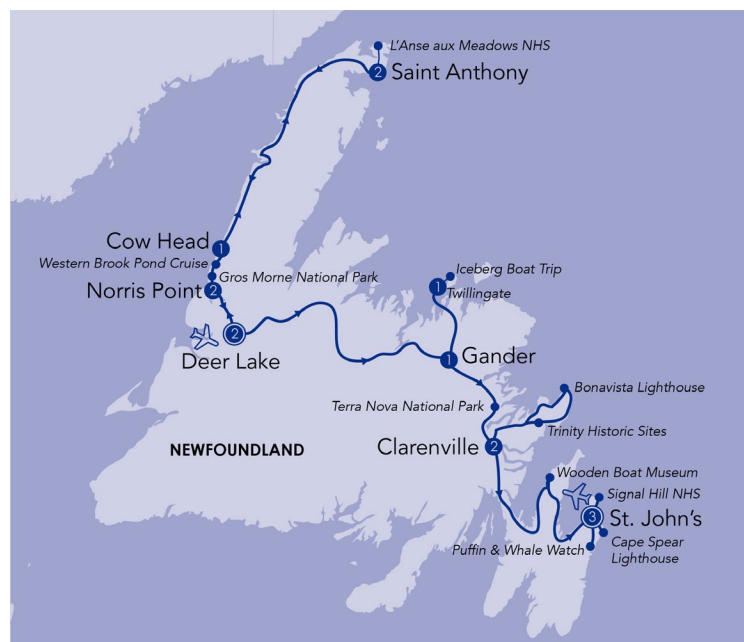 L'Anse aux Meadows NHS
2
Saint Anthony
Cow Head
1
Western Brook Pond Cruise
Gros Morne National Park
Norris Point
2
Iceberg Boat Trip
1
Twillingate
2
Deer Lake
1
Gander
Bonavista Lighthouse
Terra Nova National Park
Trinity Historic Sites
Clarenville
2
NEWFOUNDLAND
Wooden Boat Museum
Signal Hill NHS
3
St. John's
Puffin & Whale Watch
Cape Spear
Lighthouse